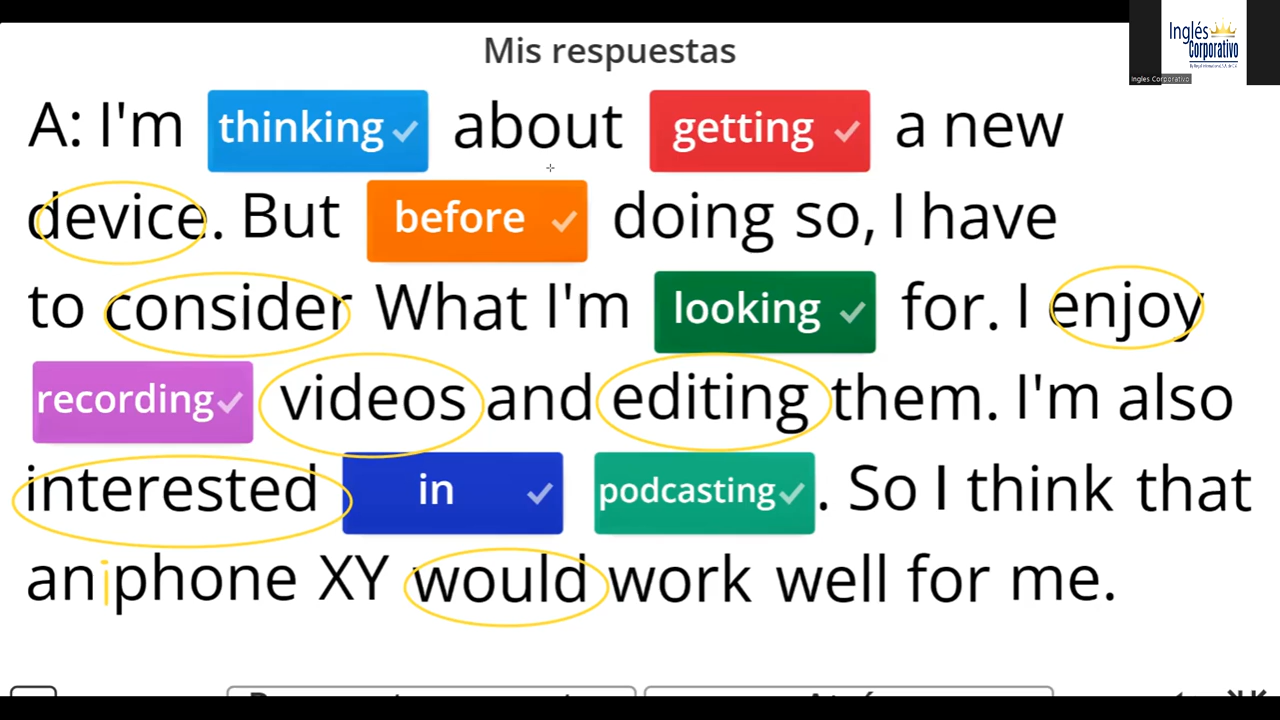 Mis respuestas
Inglés
Corporativo
Ingles Corporativo
A: I'm thinking about getting a new
device. But before doing so, I have
to consider What I'm looking for. I enjoy
recording videos and editing them. I'm also
interested in podcasting. So I think that
an iphone XY would work well for me.